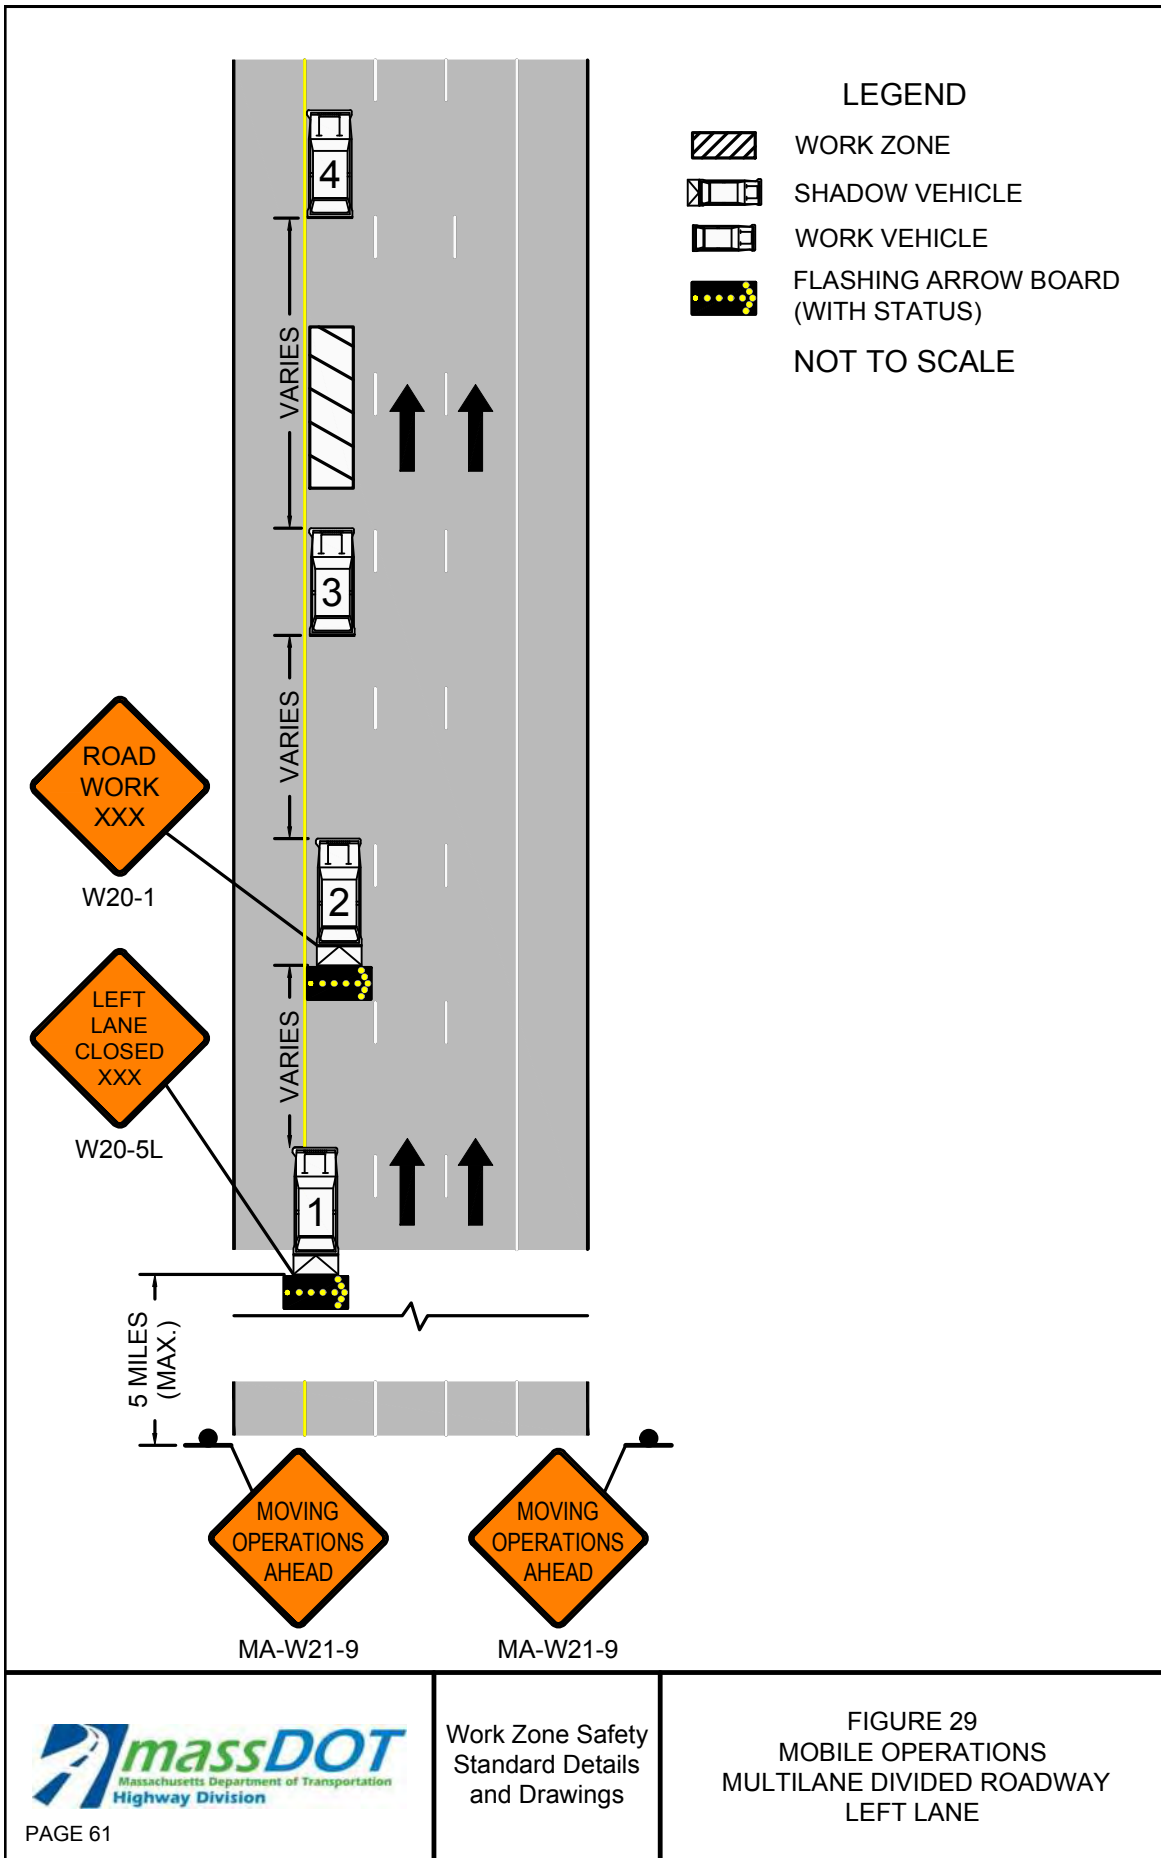 LEGEND
WORK ZONE
SHADOW VEHICLE
WORK VEHICLE
FLASHING ARROW BOARD
(WITH STATUS)
NOT TO SCALE
4
VARIES
3
VARIES
ROAD
WORK
XXX
W20-1
2
LEFT
LANE
CLOSED
XXX
W20-5L
VARIES
1
5 MILES
(MAX.)
MOVING
OPERATIONS
AHEAD
MA-W21-9
MOVING
OPERATIONS
AHEAD
MA-W21-9
massDOT
Massachusetts Department of Transportation
Highway Division
PAGE 61
Work Zone Safety
Standard Details
and Drawings
FIGURE 29
MOBILE OPERATIONS
MULTILANE DIVIDED ROADWAY
LEFT LANE